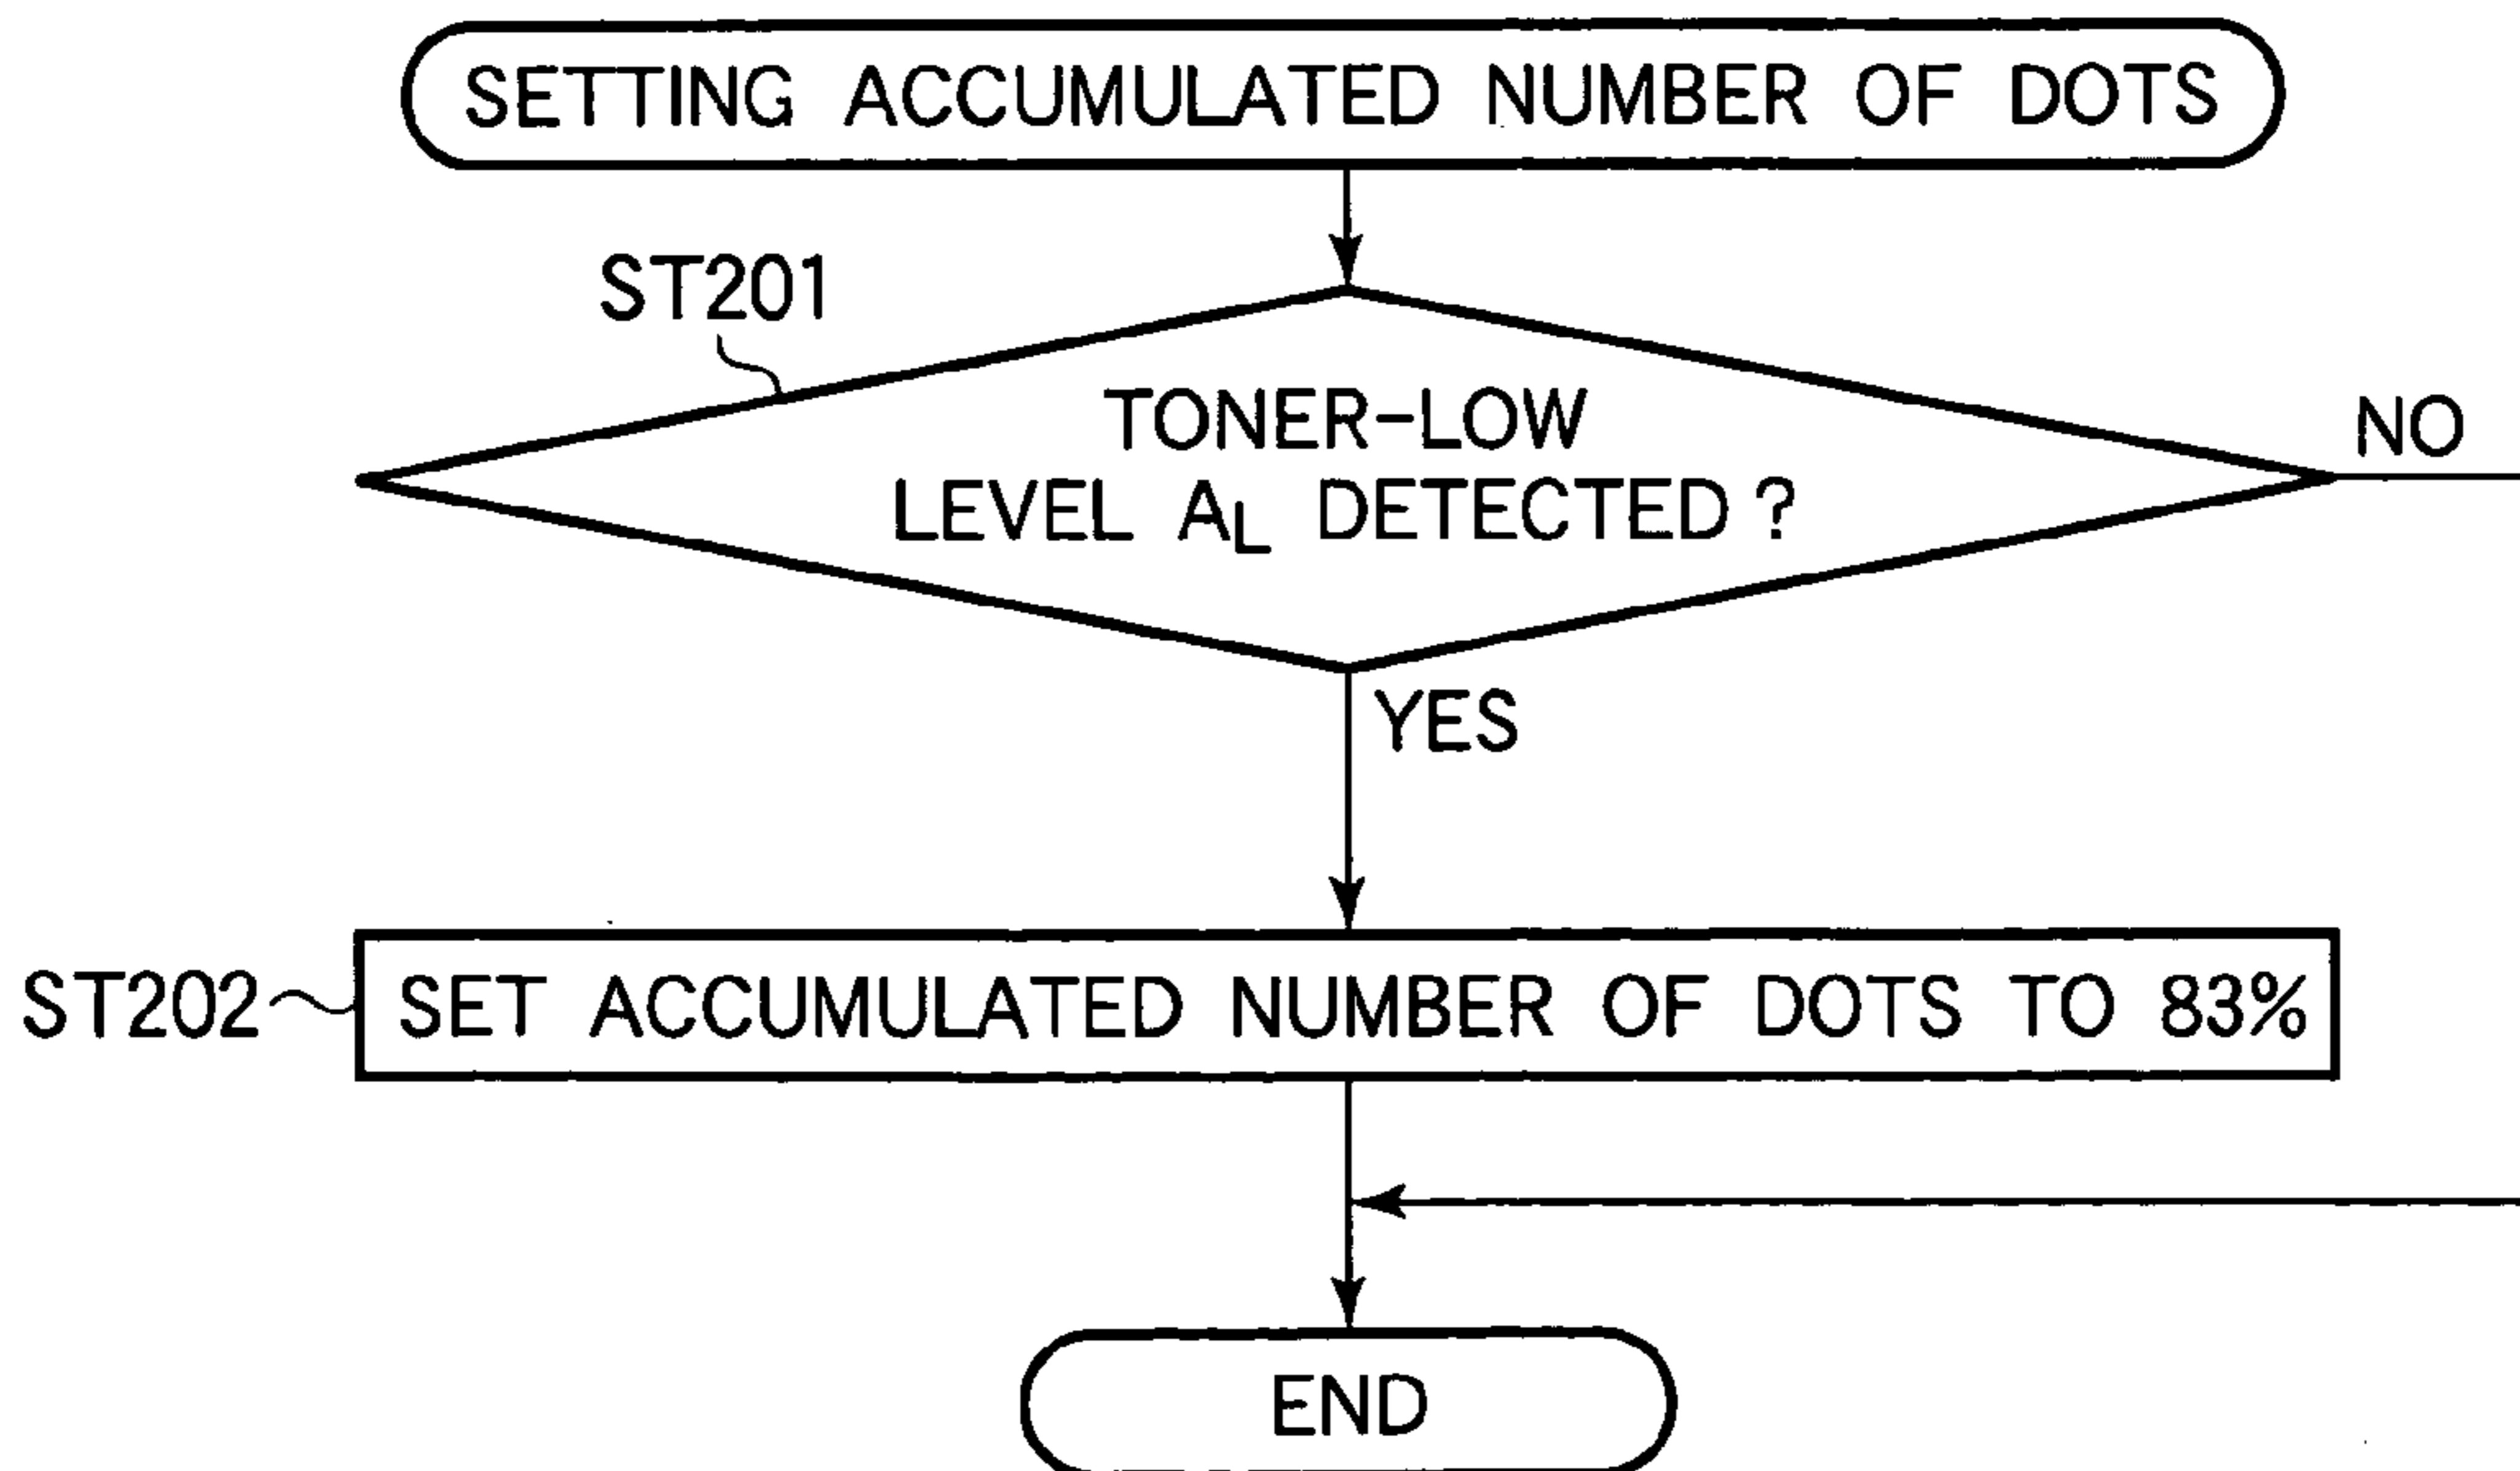 SETTING ACCUMULATED NUMBER OF DOTS
ST201
TONER-LOW
LEVEL AL DETECTED ?
NO
YES
ST202
SET ACCUMULATED NUMBER OF DOTS TO 83%
END